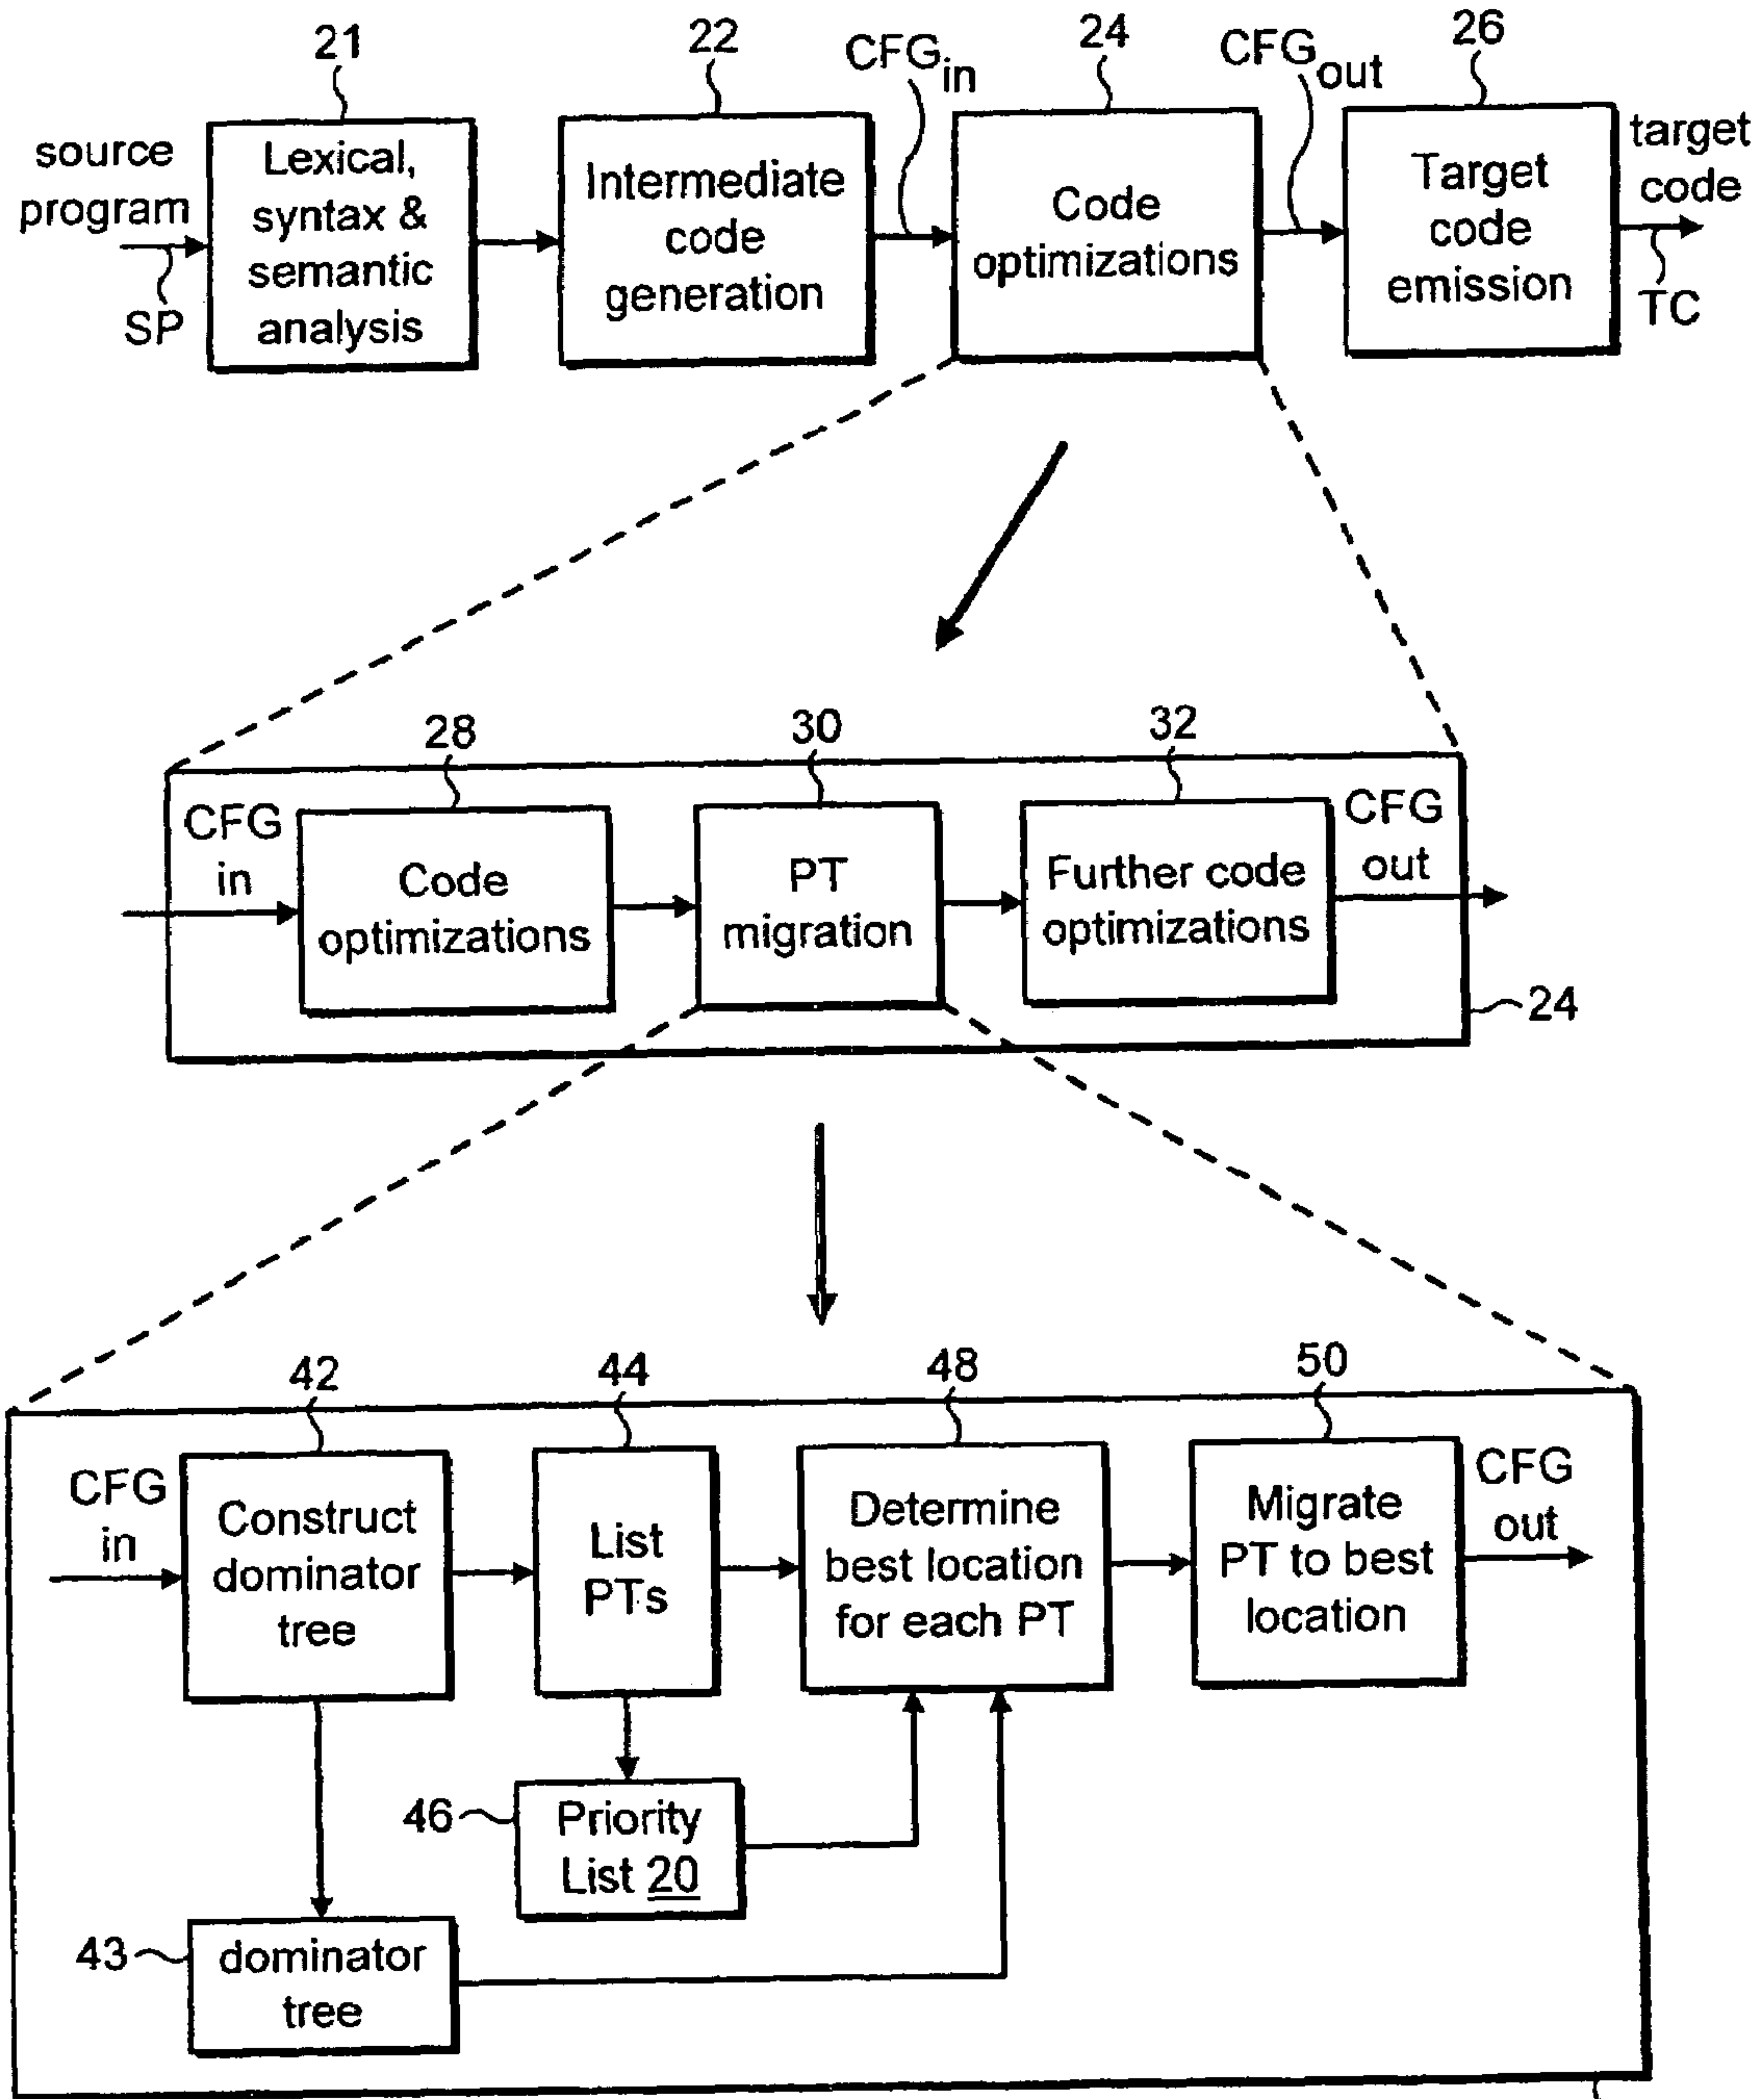 21
22
CFGin
24
CFGout
26
source
program
SP
Lexical,
syntax &
semantic
analysis
Intermediate
code
generation
Code
optimizations
Target
code
emission
target
code
TC
28
30
32
CFG
in
Code
optimizations
PT
migration
Further code
optimizations
CFG
out
24
42
44
48
50
CFG
in
Construct
dominator
tree
List
PTs
Determine
best location
for each PT
Migrate
PT to best
location
CFG
out
46
Priority
List 20
43
dominator
tree